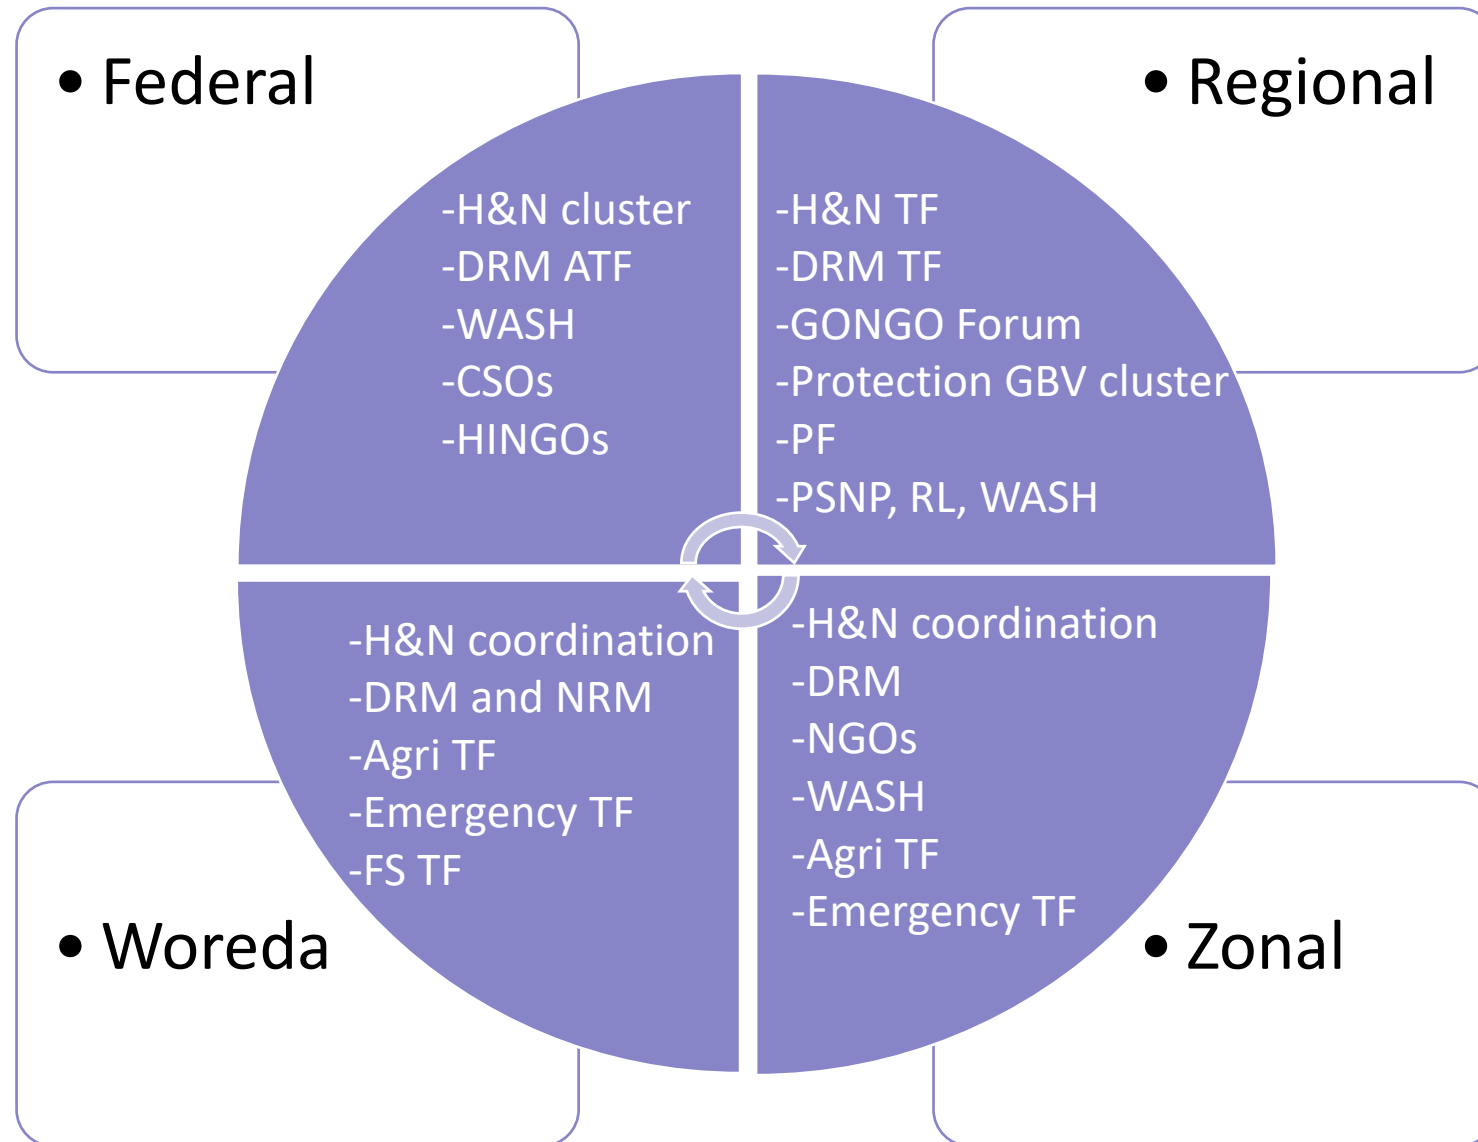 • Federal
-H&N cluster
-DRM ATF
-WASH
-CSOs
-HINGOs
• Regional
-H&N TF
-DRM TF
-GONGO Forum
-Protection GBV cluster
-PF
-PSNP, RL, WASH
• Woreda
-H&N coordination
-DRM and NRM
-Agri TF
-Emergency TF
-FS TF
• Zonal
-H&N coordination
-DRM
-NGOs
-WASH
-Agri TF
-Emergency TF